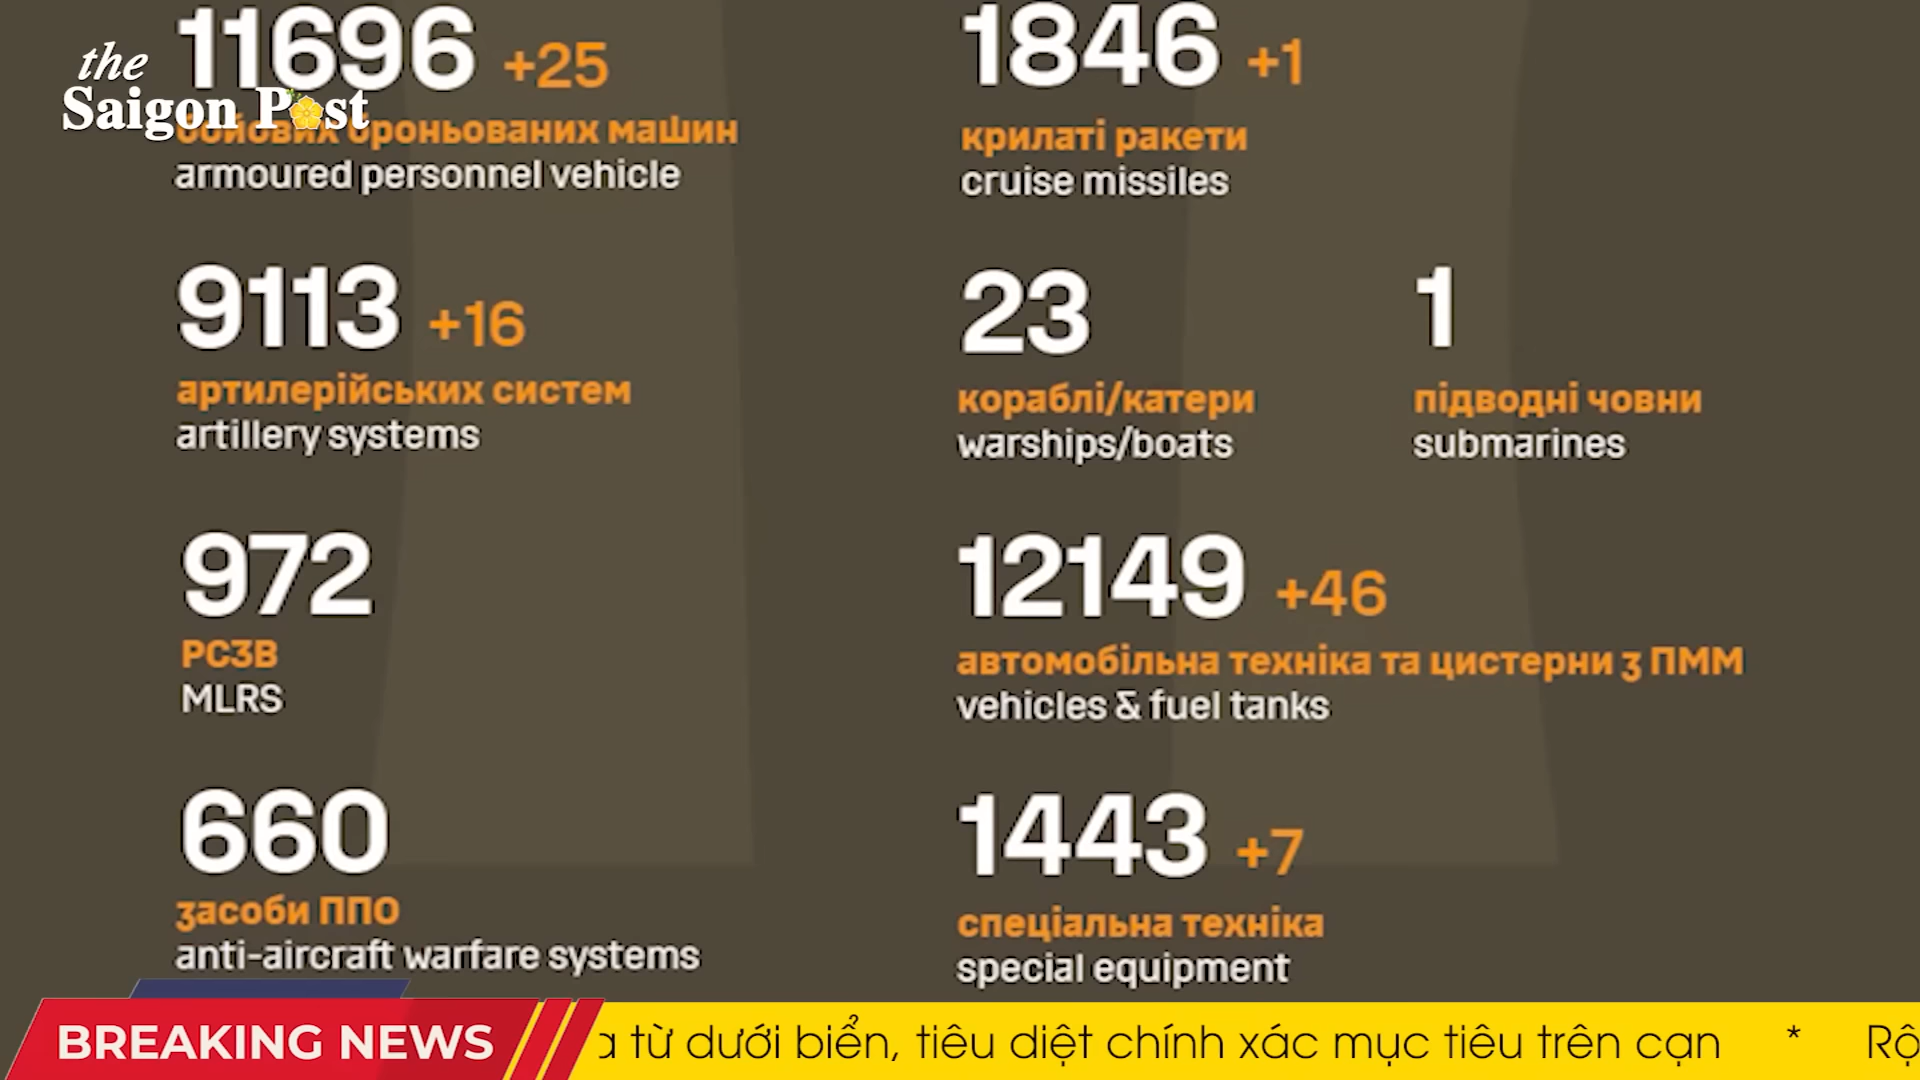 the
Saigon Post
11696 +25
бойових броньованих машин
armoured personnel vehicle
9113 +16
артилерійських систем
artillery systems
972
РСЗВ
MLRS
660
засоби ППО
anti-aircraft warfare systems
1846 +1
крилаті ракети
cruise missiles
23
кораблі/катери
warships/boats
1
підводні човни
submarines
12149 +46
автомобільна техніка та цистерни з ПММ
vehicles & fuel tanks
1443 +7
спеціальна техніка
special equipment
BREAKING NEWS
từ dưới biển, tiêu diệt chính xác mục tiêu trên cạn *